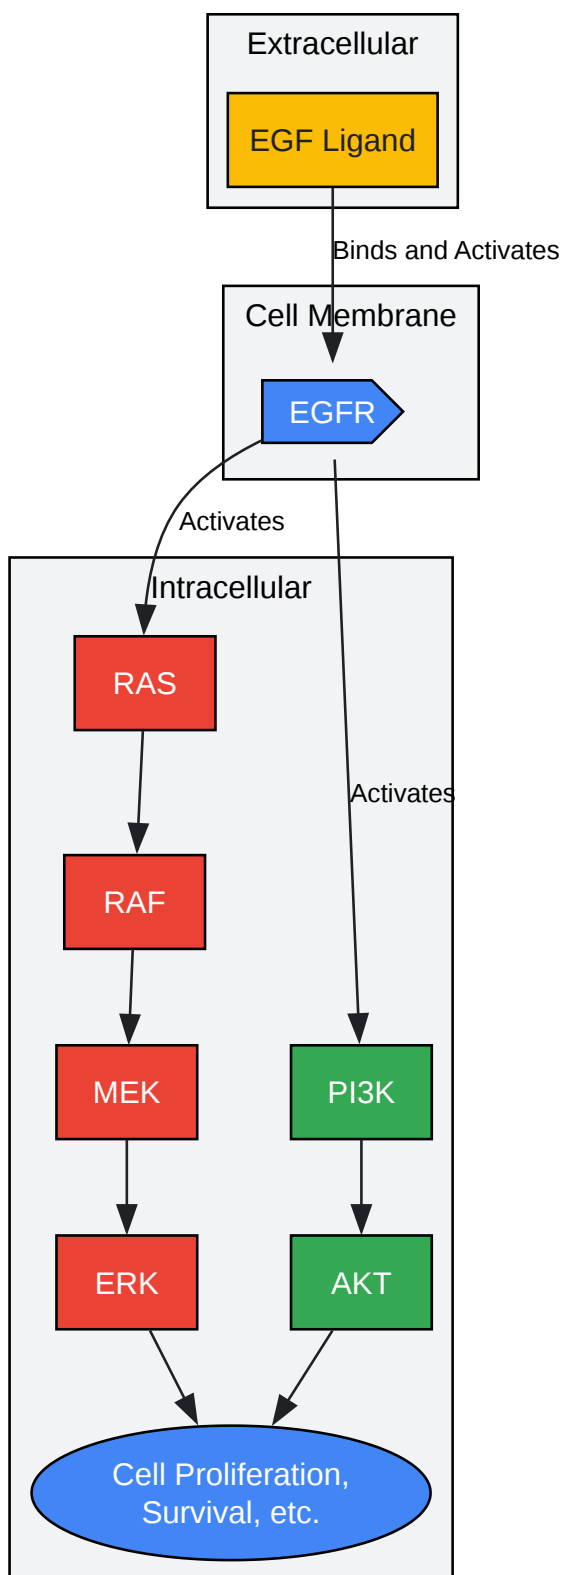 Extracellular
EGF Ligand
Binds and Activates
Cell Membrane
EGFR
Activates
Intracellular
RAS
Activates
RAF
MEK
PI3K
ERK
AKT
Cell Proliferation,
Survival, etc.